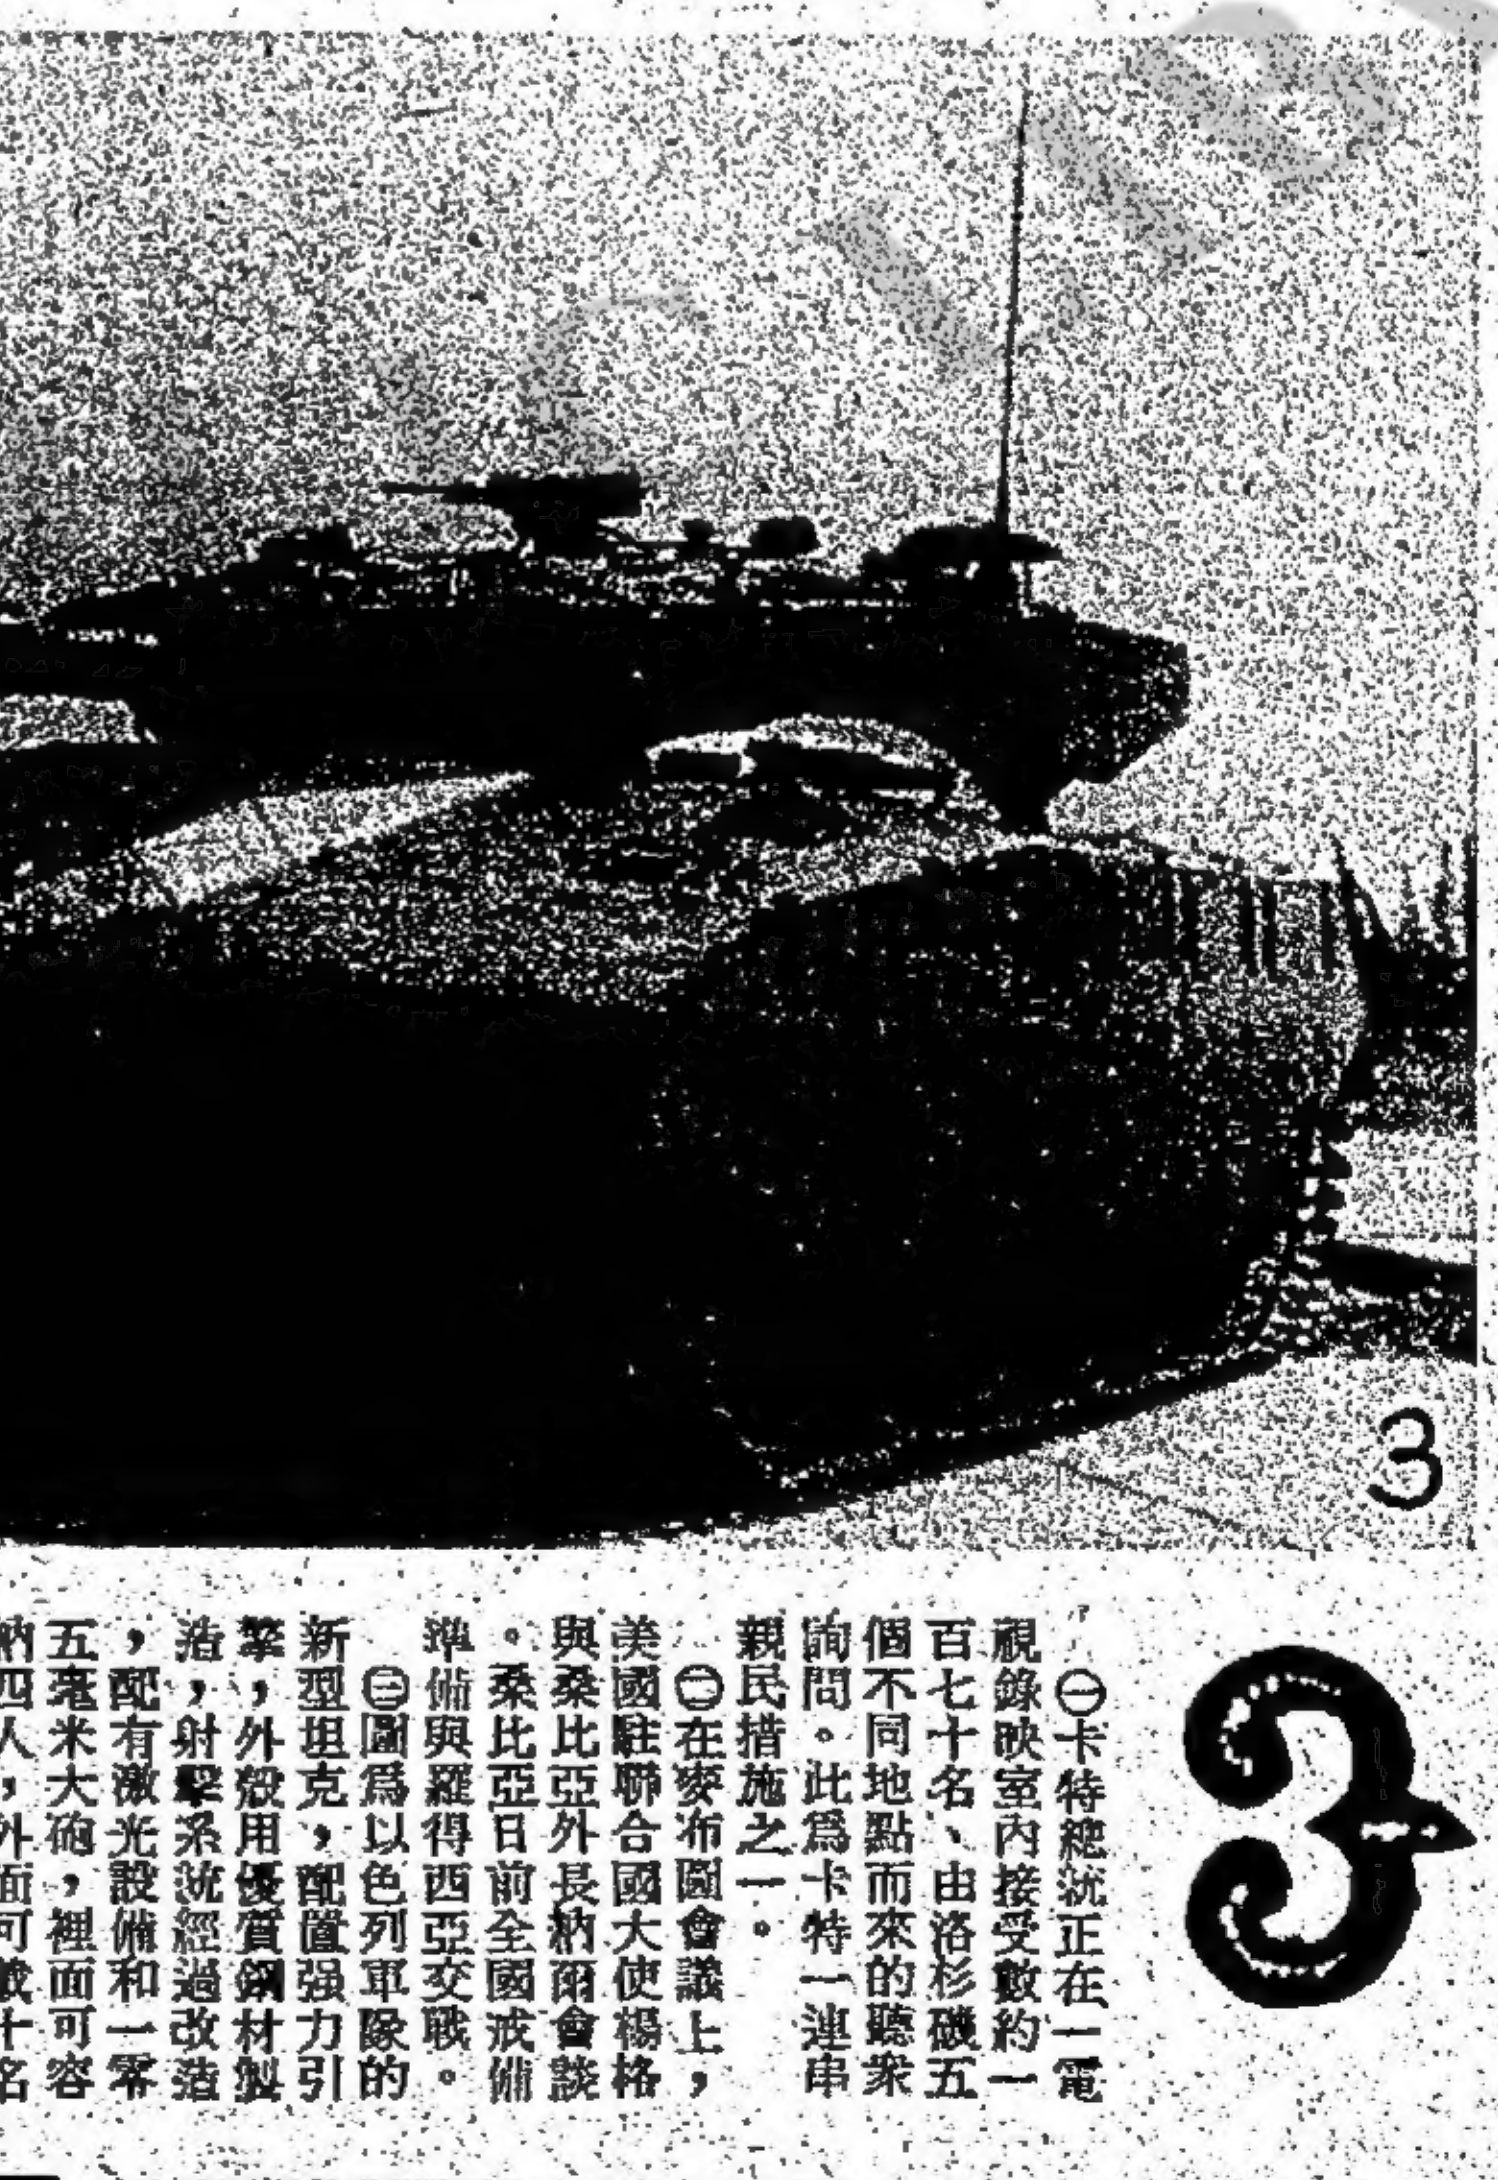 3
㊀卡特總統正在一電
視錄映室內接受數約一
百七十名、由洛杉磯五
個不同地點而來的聽衆
詢問。此爲卡特一連串
親民措施之一。
㊁在麥布圖會議上，
美國駐聯合國大使楊格
與桑比亞外長柄爾會談
。桑比亞日前全國戒備
準備與羅得西亞交戰。
㊂圖爲以色列軍隊的
新型坦克，配置强力引
擎，外殼用優質鋼材製
造，射擊系統經過改造
，配有激光設備和一零
五毫米大砲，裡面可容
納四人，外面可載十名